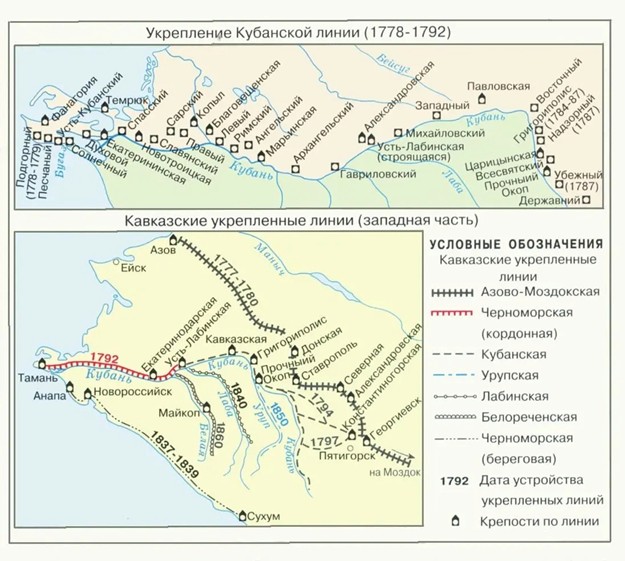 Укрепление Кубанской линии (1778-1792)
Фанагория
Усть-Кубанский
Темрюк
Спасский
Сарский
Копыл
Благовещенская
Левый
Римский
Ангельский
Марьинская
Архангельский
Александровская
Западный
Павловская
Восточный
Григориполис
(1784-87)
Надзорный
(1787)
Бейсуг
Кубань
Михайловский
Усть-Лабинская
(строящаяся)
Гавриловский
Лаба
Царицынская
Всесвятский
Прочный
Окоп
Убежный
(1787)
Державный
Подгорный
(1778-1779)
Песчаный
Бугаз
Солнечный
Духовой
Екатерининская
Новотроицкая
Славянский
Правый
Кубань
Кавказские укрепленные линии (западная часть)
Азов
Ейск
1777-1780
Маныч
Екатеринодарская
Усть-Лабинская
Кавказская
Григориполис
Донская
Ставрополь
Северная
Александровская
Константиногорская
Прочный
Окоп
1792
Кубань
Кубань
Тамань
Анапа
Новороссийск
Майкоп
Белая
1860
Лаба
1840
Уруп
1850
Кубань
1794
1797
Георгиевск
Пятигорск
на Моздок
1837-1839
Сухум
УСЛОВНЫЕ ОБОЗНАЧЕНИЯ
Кавказские укрепленные
линии
Азово-Моздокская
Черноморская
(кордонная)
Кубанская
Урупская
Лабинская
Белореченская
Черноморская
(береговая)
1792 Дата устройства
укрепленных линий
Крепости по линии